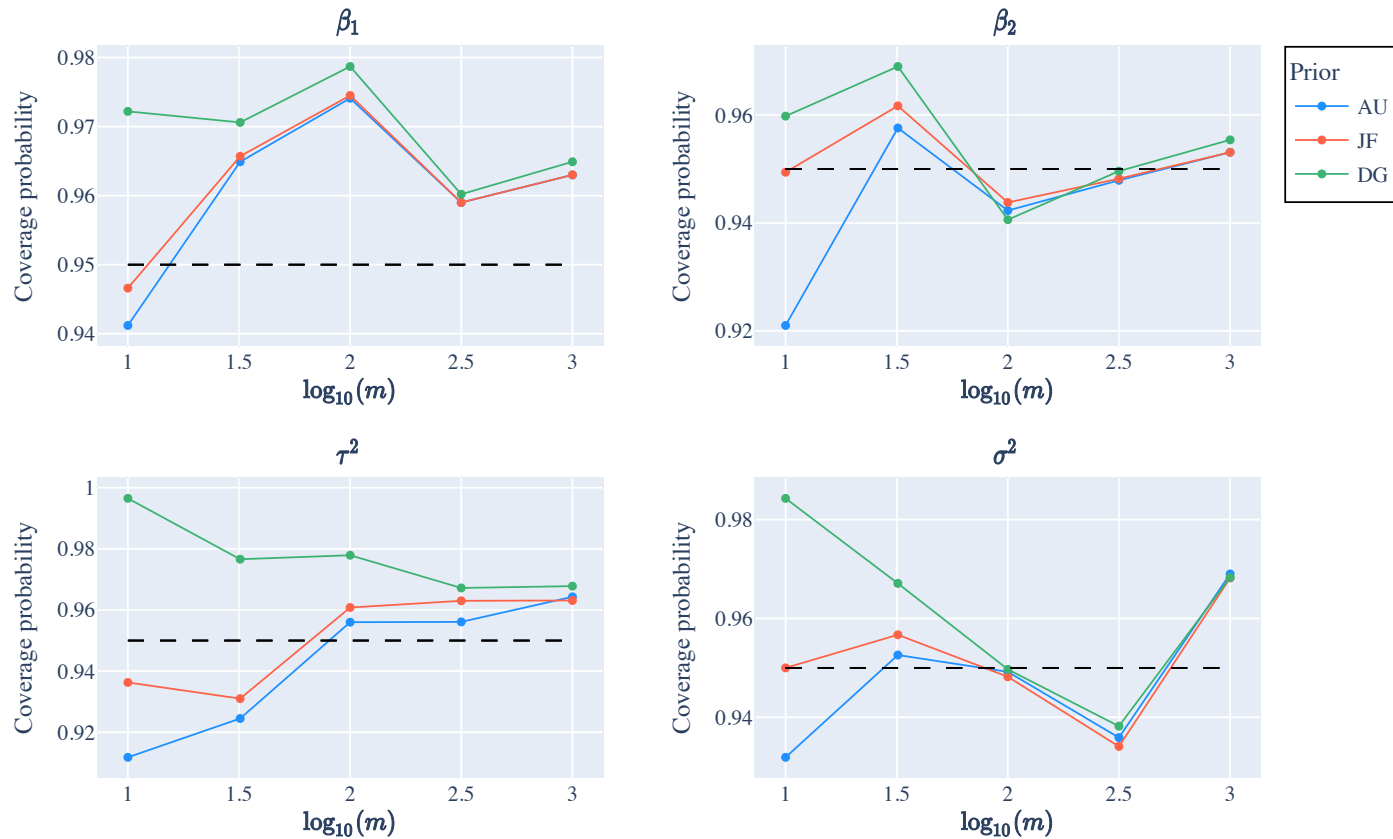 β₁
Coverage probability
0.98
0.97
0.96
0.95
0.94
1 1.5 2 2.5 3
log₁₀(m)
β₂
Coverage probability
0.96
0.94
0.92
1 1.5 2 2.5 3
log₁₀(m)
Prior
AU
JF
DG
τ²
Coverage probability
1
0.98
0.96
0.94
0.92
1 1.5 2 2.5 3
log₁₀(m)
σ²
Coverage probability
0.98
0.96
0.94
1 1.5 2 2.5 3
log₁₀(m)